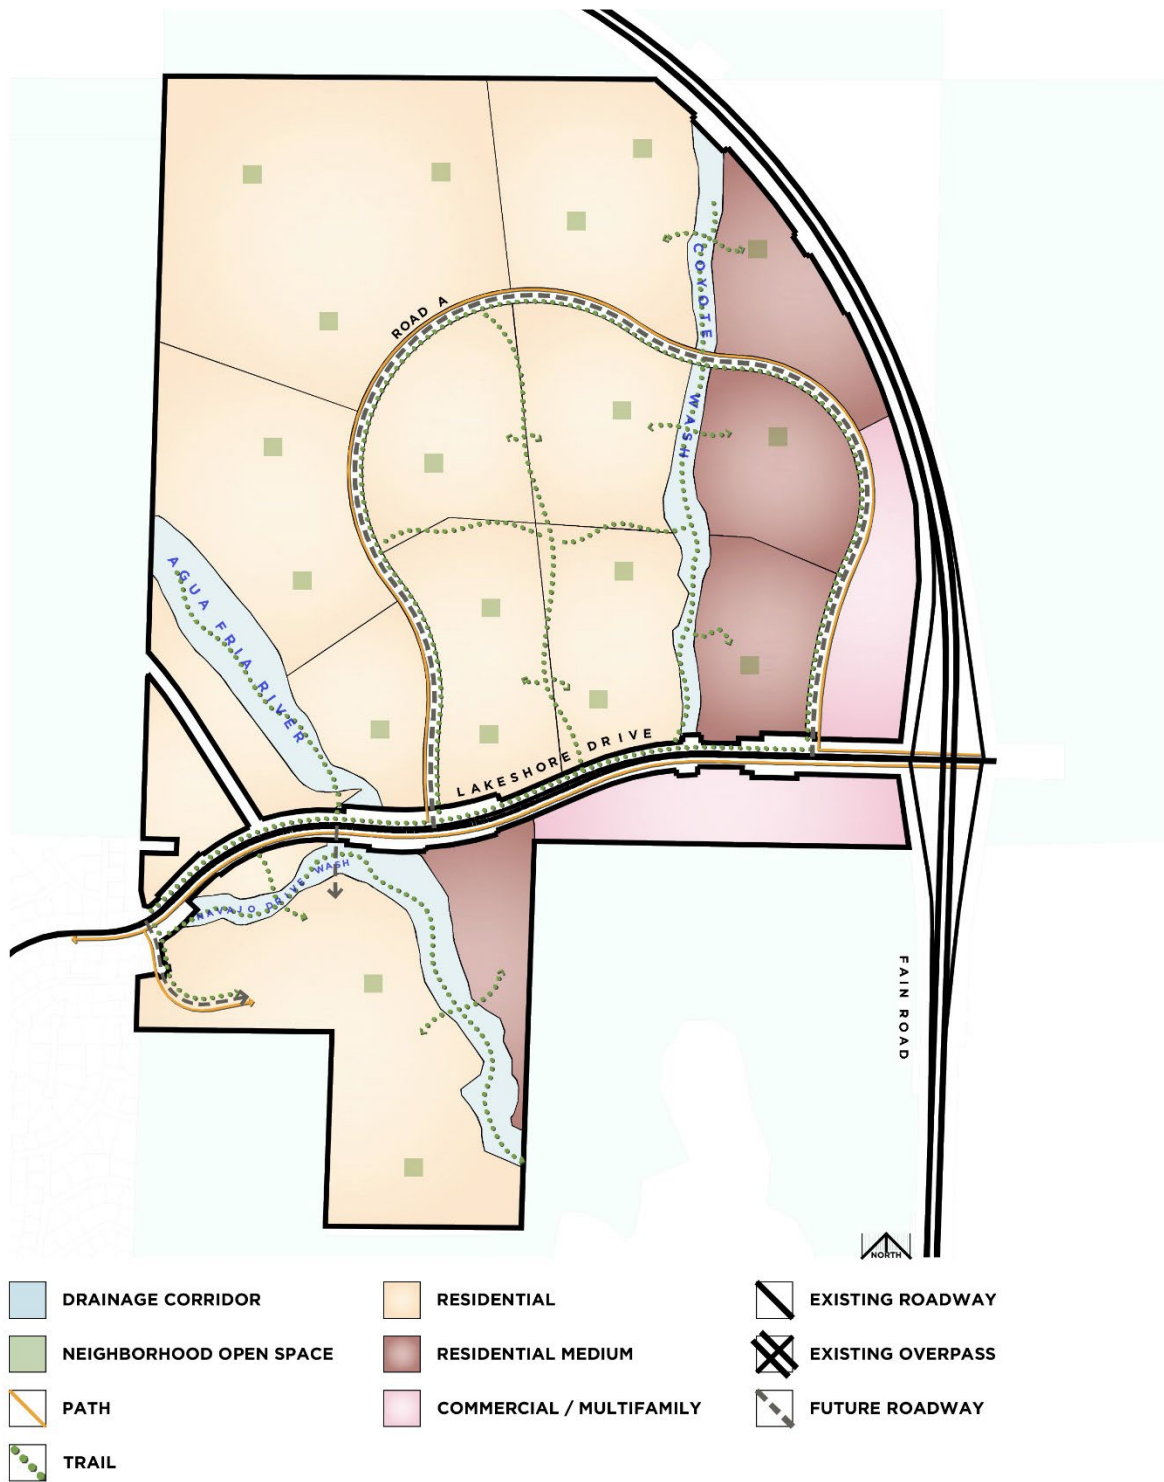 ROAD A
COYOTE WASH
AGUA FRIA RIVER
LAKESHORE DRIVE
NAVAJO DRIVE WASH
FAIN ROAD
NORTH
DRAINAGE CORRIDOR
RESIDENTIAL
EXISTING ROADWAY
NEIGHBORHOOD OPEN SPACE
RESIDENTIAL MEDIUM
EXISTING OVERPASS
PATH
COMMERCIAL / MULTIFAMILY
FUTURE ROADWAY
TRAIL